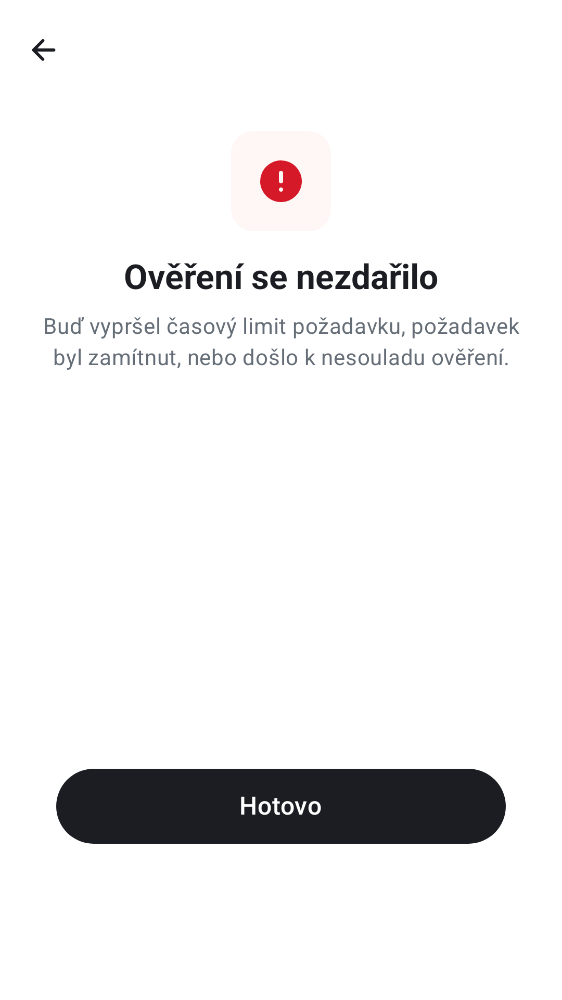 Ověření se nezdařilo
Buď vypršel časový limit požadavku, požadavek
byl zamítnut, nebo došlo k nesouladu ověření.
Hotovo